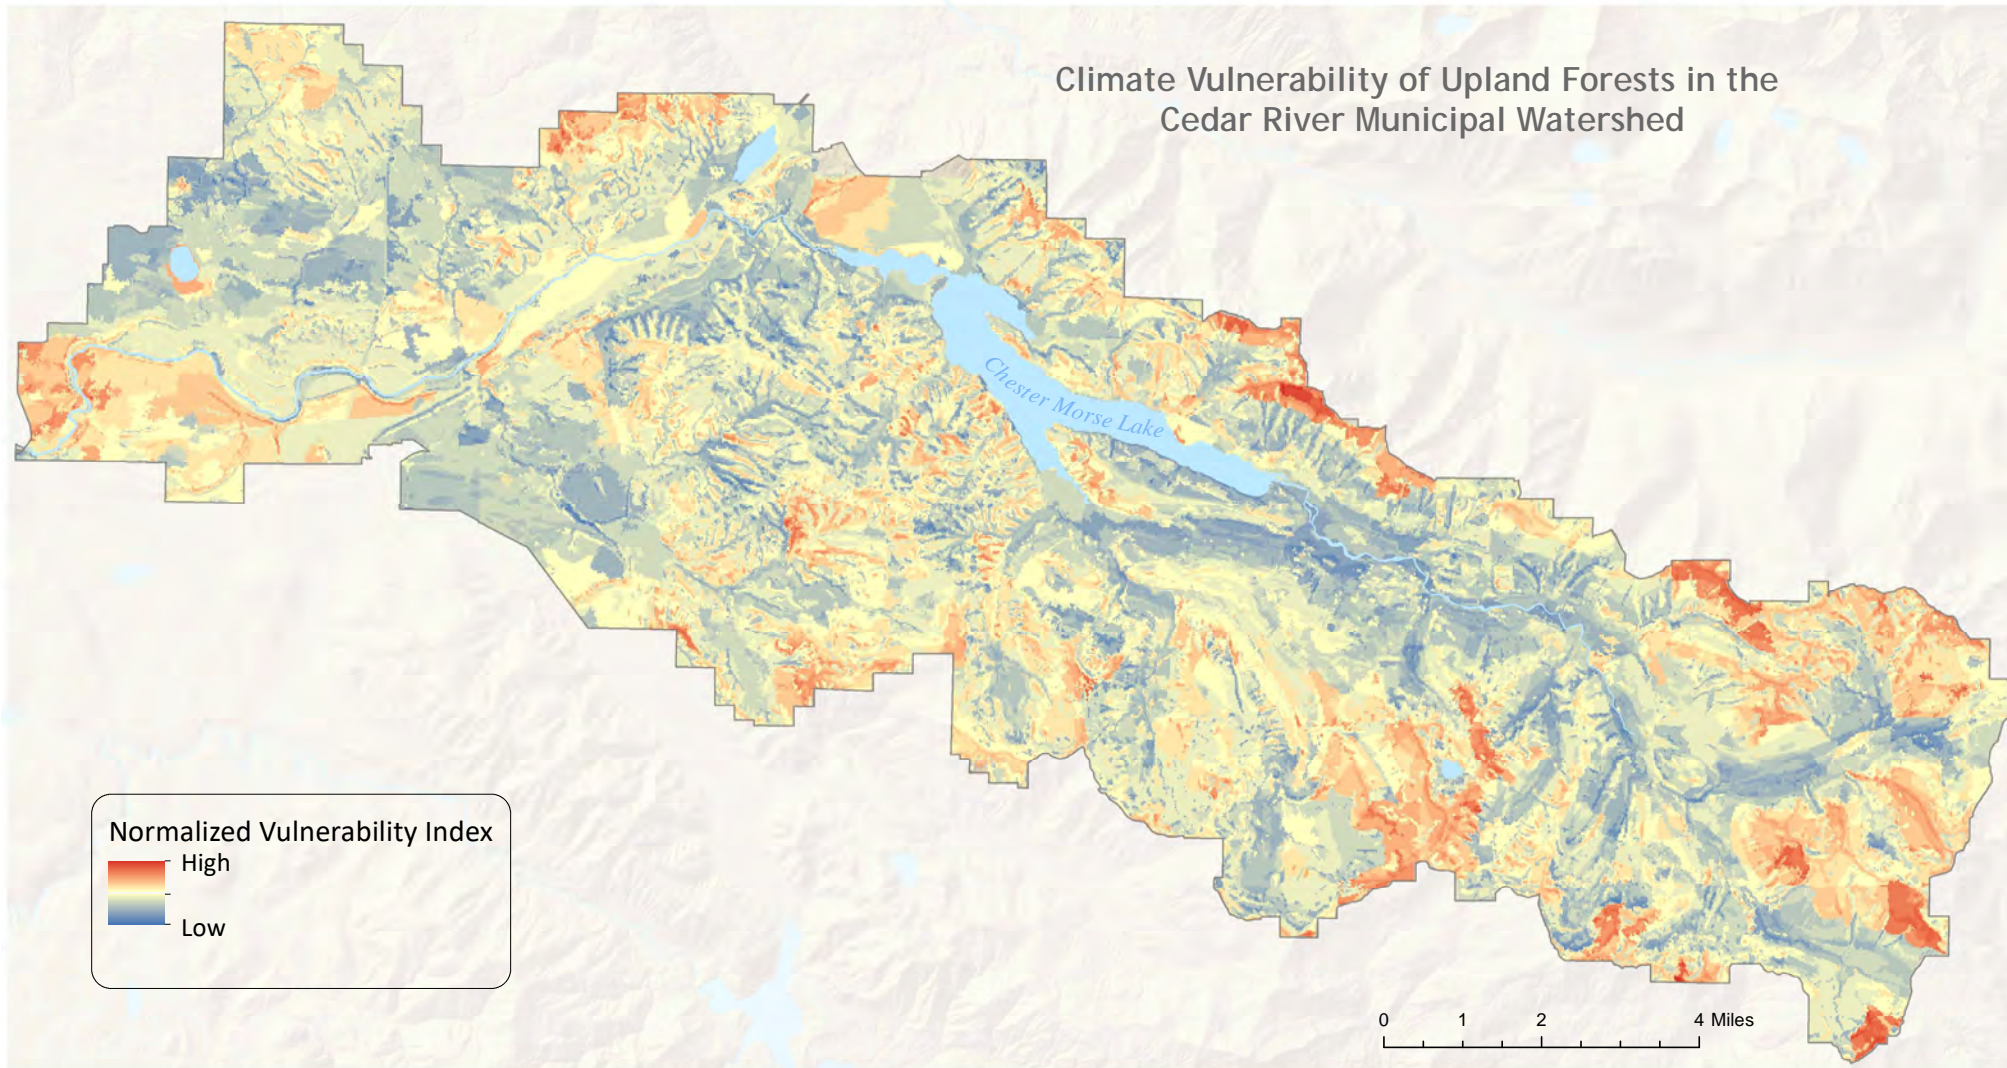 Climate Vulnerability of Upland Forests in the
Cedar River Municipal Watershed
Chester Morse Lake
Normalized Vulnerability Index
High
Low
0 1 2 4 Miles